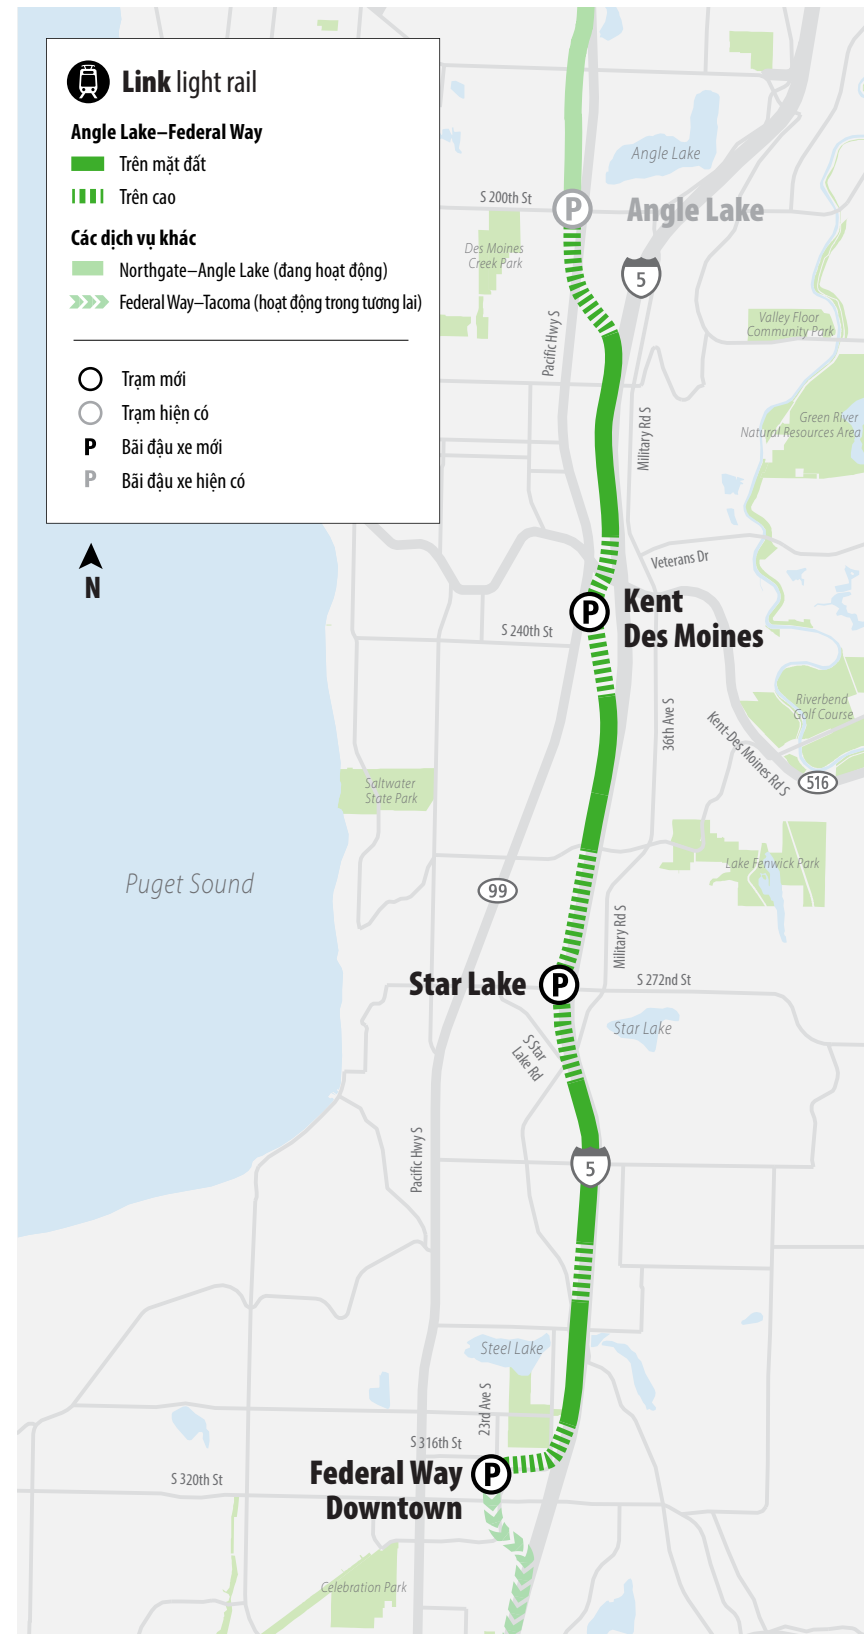 Link light rail
Angle Lake–Federal Way
Trên mặt đất
Trên cao
Các dịch vụ khác
Northgate–Angle Lake (đang hoạt động)
Federal Way–Tacoma (hoạt động trong tương lai)
Trạm mới
Trạm hiện có
P Bãi đậu xe mới
P Bãi đậu xe hiện có
N
Angle Lake
S 200th St
P
Angle Lake
Des Moines
Creek Park
5
Pacific Hwy S
Valley Floor
Community Park
Military Rd S
Green River
Natural Resources Area
Veterans Dr
P
Kent
Des Moines
S 240th St
36th Ave S
Kent-Des Moines Rd S
Riverbend
Golf Course
516
Saltwater
State Park
Puget Sound
99
Lake Fenwick Park
Military Rd S
Star Lake
P
S 272nd St
Star Lake
S Star
Lake Rd
Pacific Hwy S
5
Steel Lake
23rd Ave S
S 316th St
Federal Way
Downtown
P
S 320th St
Celebration Park